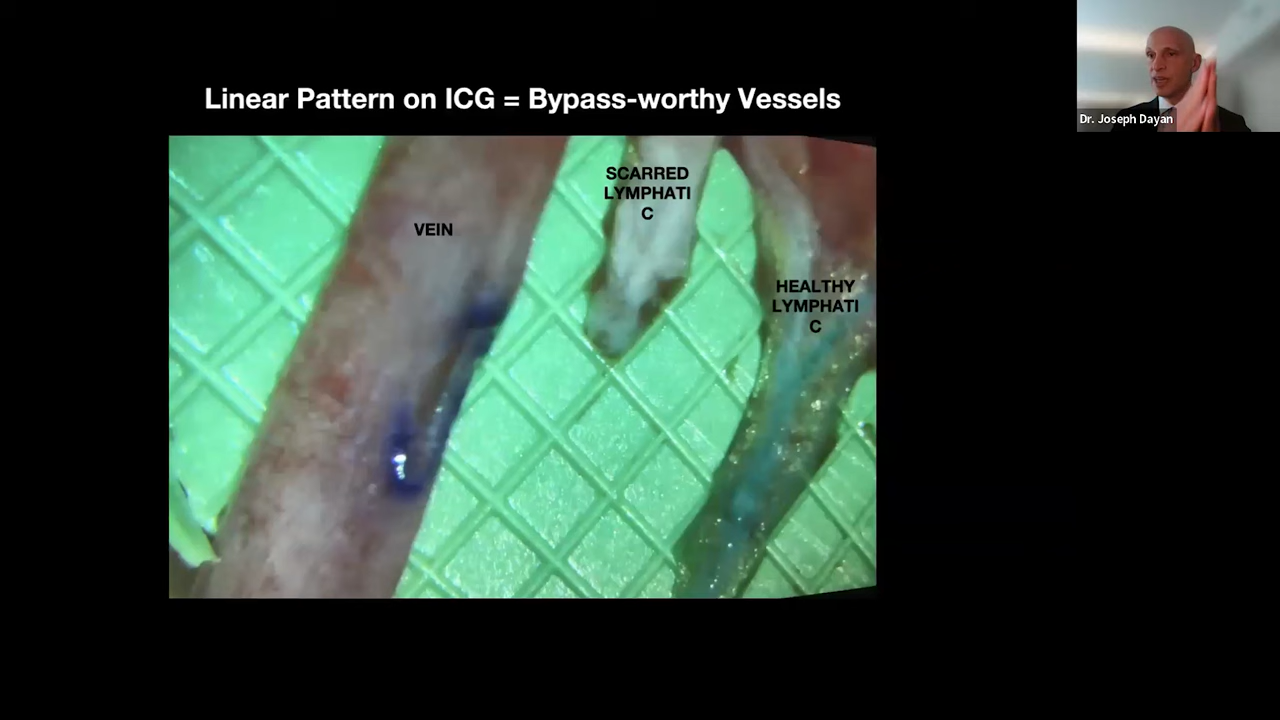 Linear Pattern on ICG = Bypass-worthy Vessels
VEIN
SCARRED
LYMPHATI
C
HEALTHY
LYMPHATI
C
Dr. Joseph Dayan